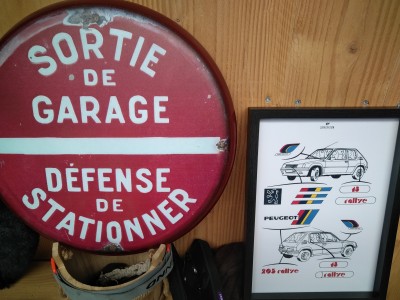 SORTIE
DE
GARAGE
DÉFENSE
DE
STATIONNER
rallye
PEUGEOT
205 rallye
rallye